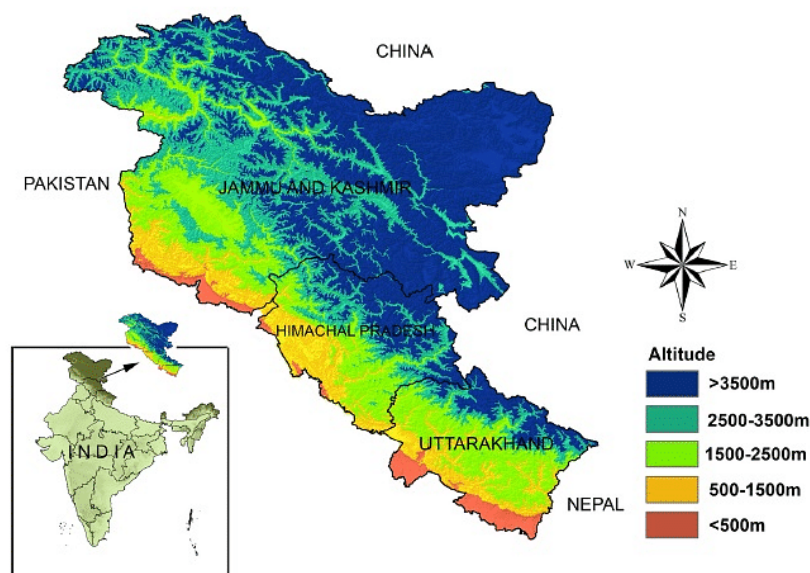 CHINA
PAKISTAN
JAMMU AND KASHMIR
N
W E
S
HIMACHAL PRADESH
CHINA
UTTARAKHAND
NEPAL
INDIA
Altitude
>3500m
2500-3500m
1500-2500m
500-1500m
<500m